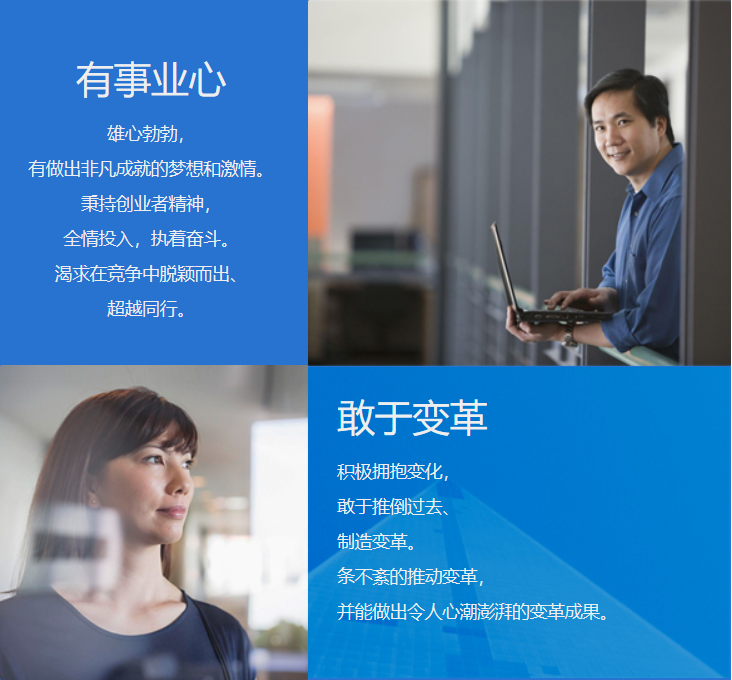 有事业心
雄心勃勃，
有做出非凡成就的梦想和激情。
秉持创业者精神，
全情投入，执着奋斗。
渴求在竞争中脱颖而出、
超越同行。
敢于变革
积极拥抱变化，
敢于推倒过去、
制造变革。
条不紊的推动变革，
并能做出令人心潮澎湃的变革成果。